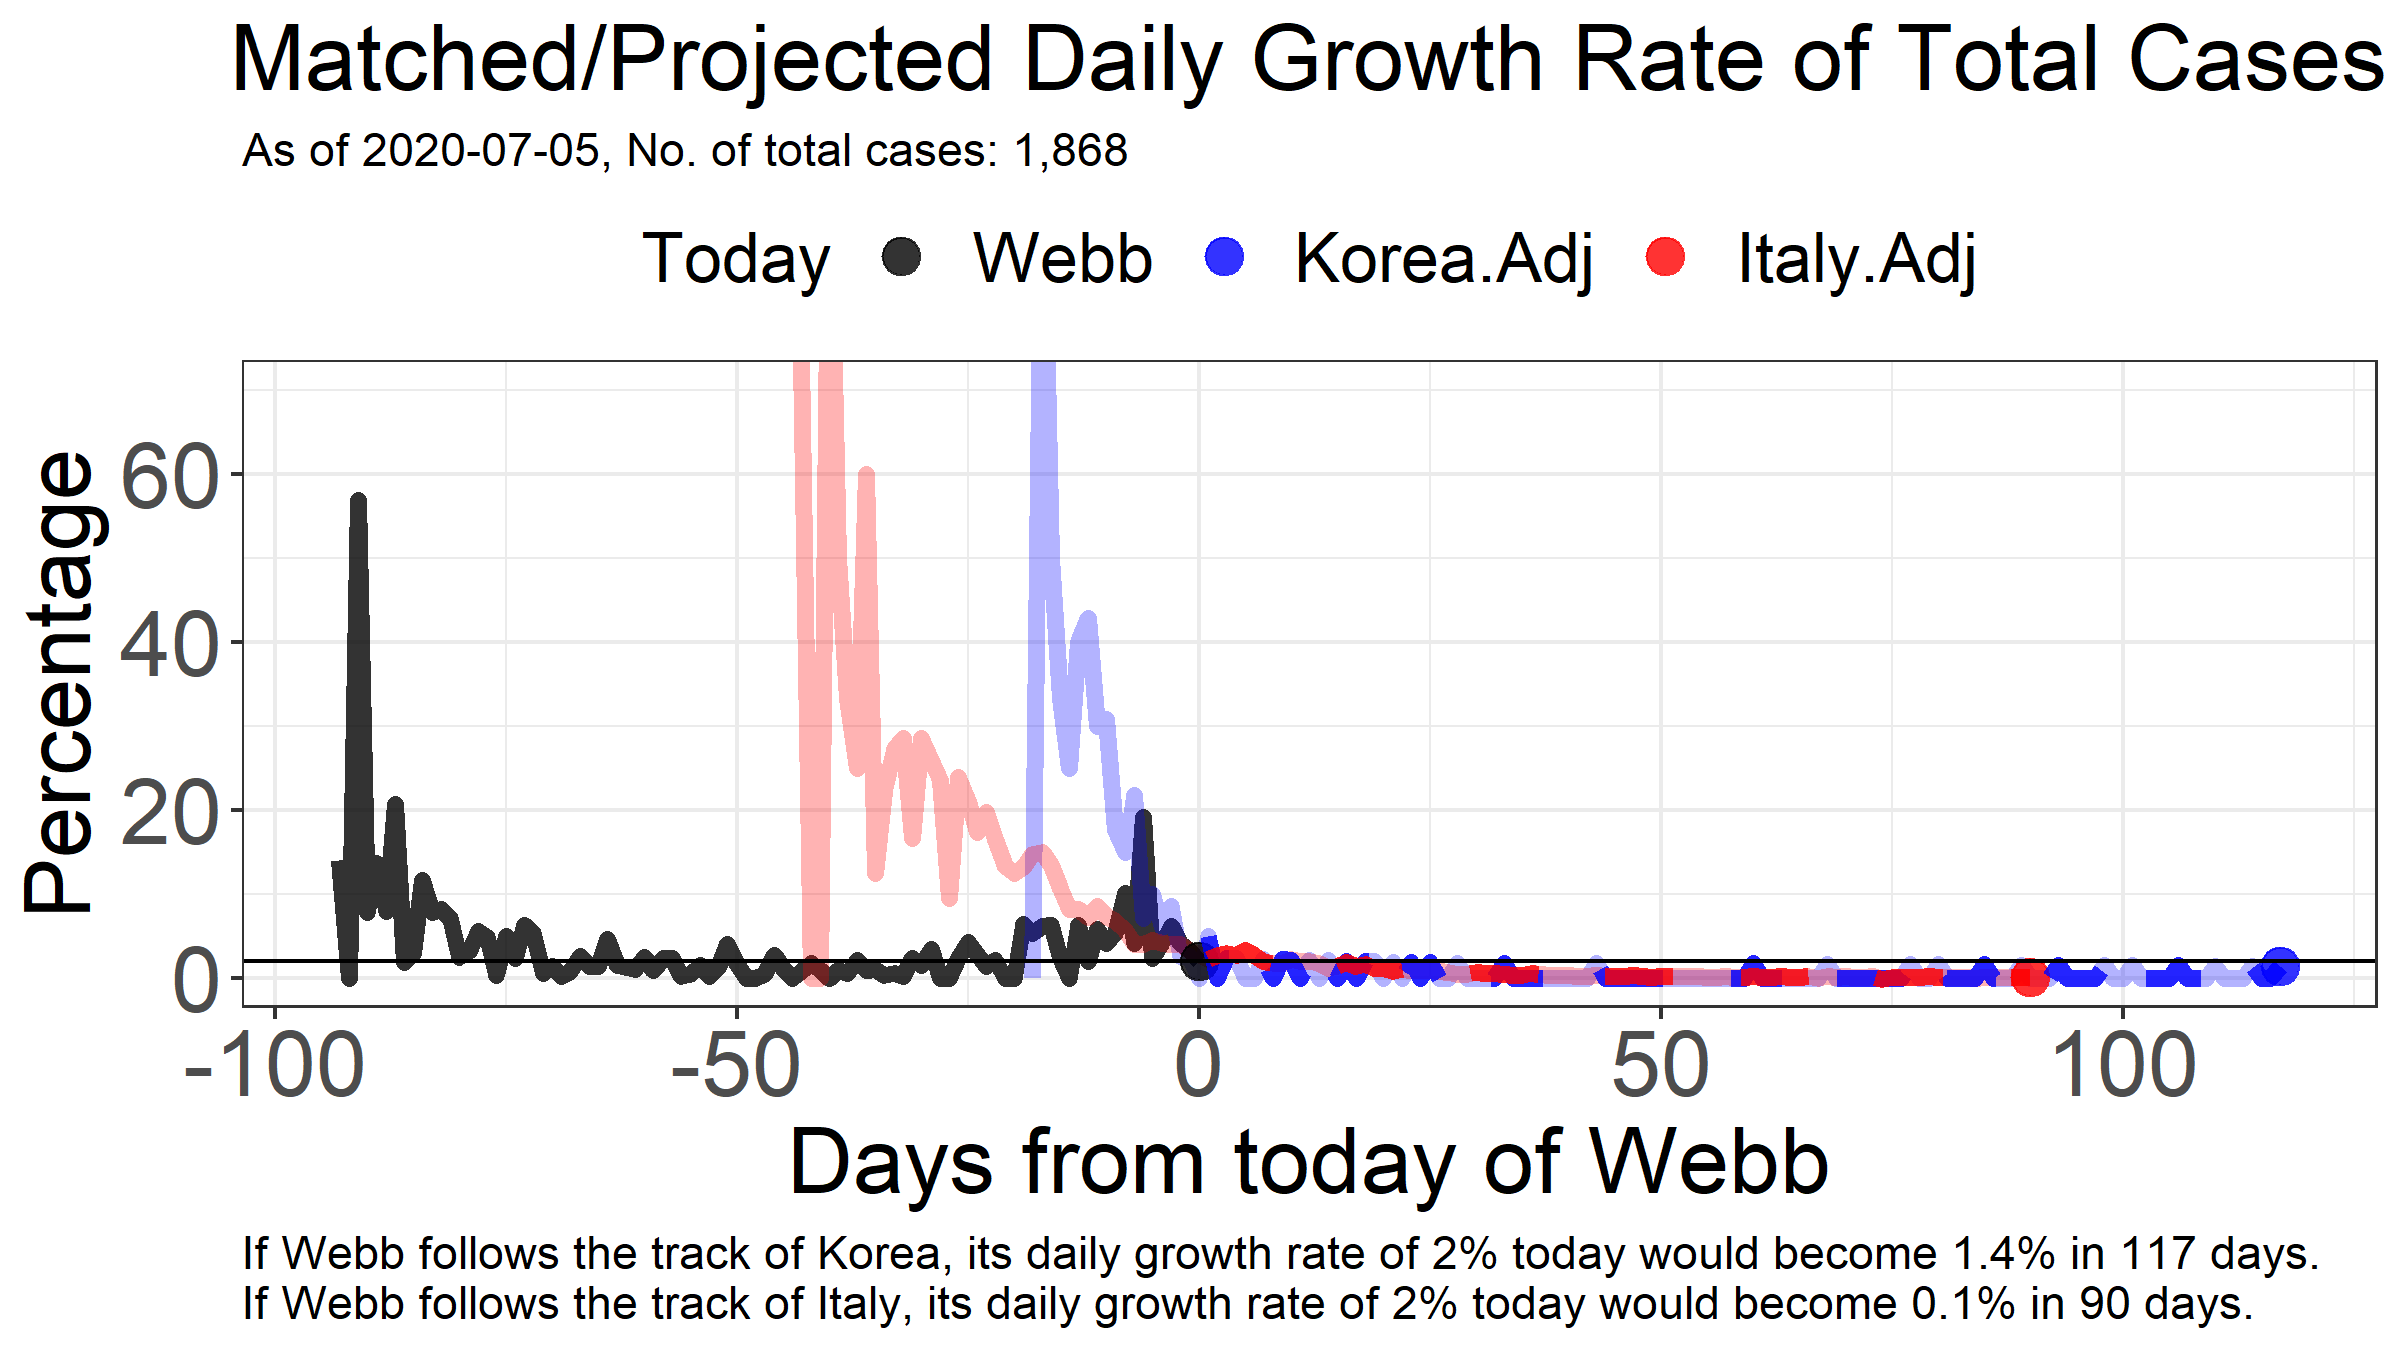 Matched/Projected Daily Growth Rate of Total Cases
As of 2020-07-05, No. of total cases: 1,868
Today Webb Korea.Adj Italy.Adj
Percentage
60
40
20
0
-100 -50 0 50 100
Days from today of Webb
If Webb follows the track of Korea, its daily growth rate of 2% today would become 1.4% in 117 days.
If Webb follows the track of Italy, its daily growth rate of 2% today would become 0.1% in 90 days.